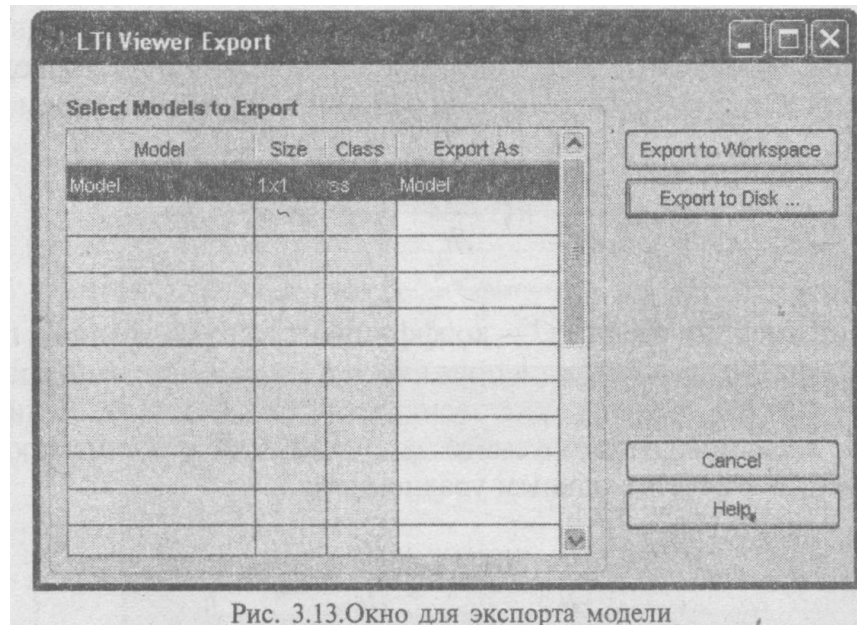 LTI Viewer Export
Select Models to Export
Model Size Class Export As
Model 1x1 ss Model
Export to Workspace
Export to Disk ...
Cancel
Help
Рис. 3.13.Окно для экспорта модели